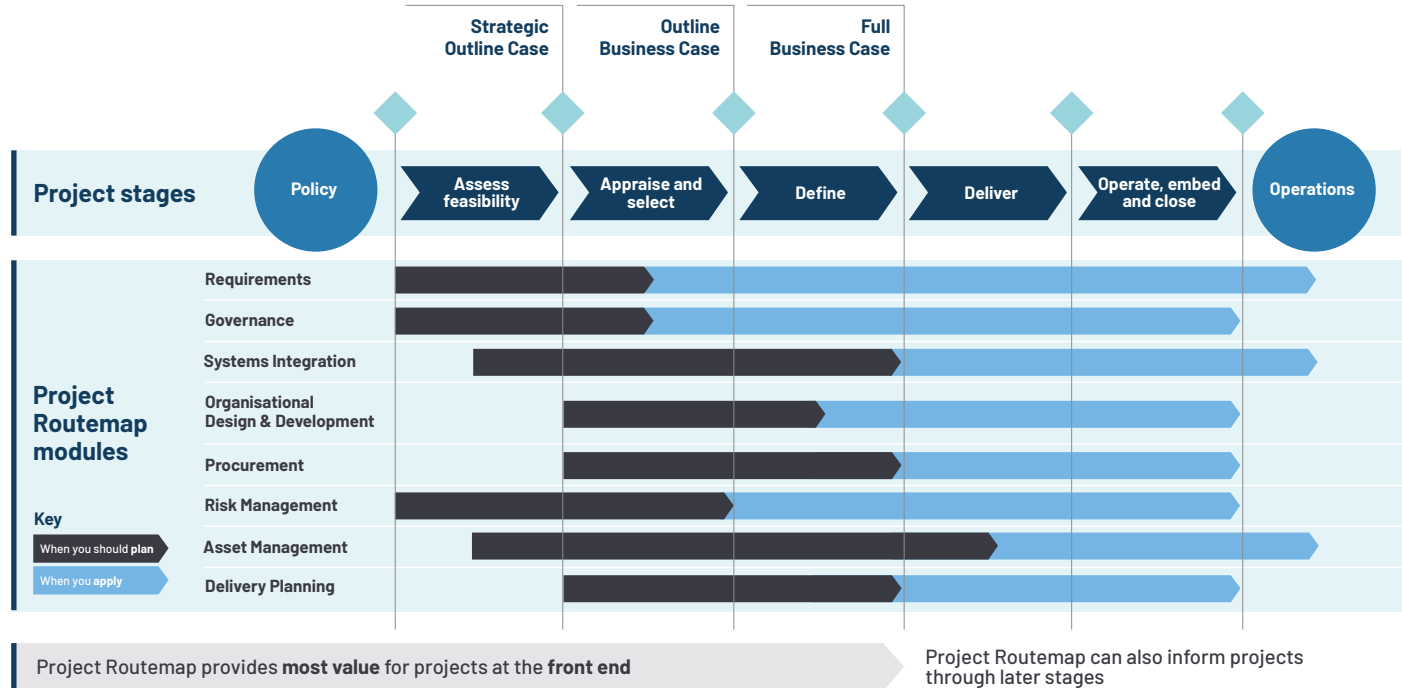 Strategic
Outline Case
Outline
Business Case
Full
Business Case
Project stages
Policy
Assess
feasibility
Appraise and
select
Define
Deliver
Operate, embed
and close
Operations
Project
Routemap
modules
Requirements
Governance
Systems Integration
Organisational
Design & Development
Procurement
Risk Management
Asset Management
Delivery Planning
Key
When you should plan
When you apply
Project Routemap provides most value for projects at the front end
Project Routemap can also inform projects
through later stages